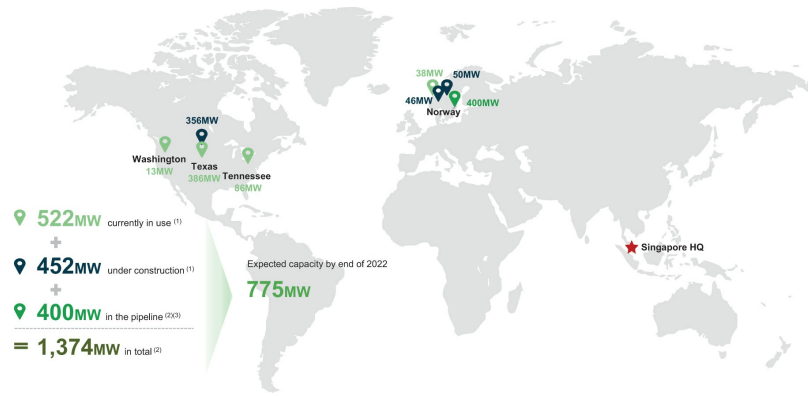 38MW
50MW
46MW
400MW
Norway
356MW
Washington
13MW
Texas
386MW
Tennessee
86MW
Singapore HQ
522MW currently in use (1)
+
452MW under construction (1)
+
400MW in the pipeline (2)(3)
= 1,374MW in total (2)
Expected capacity by end of 2022
775MW